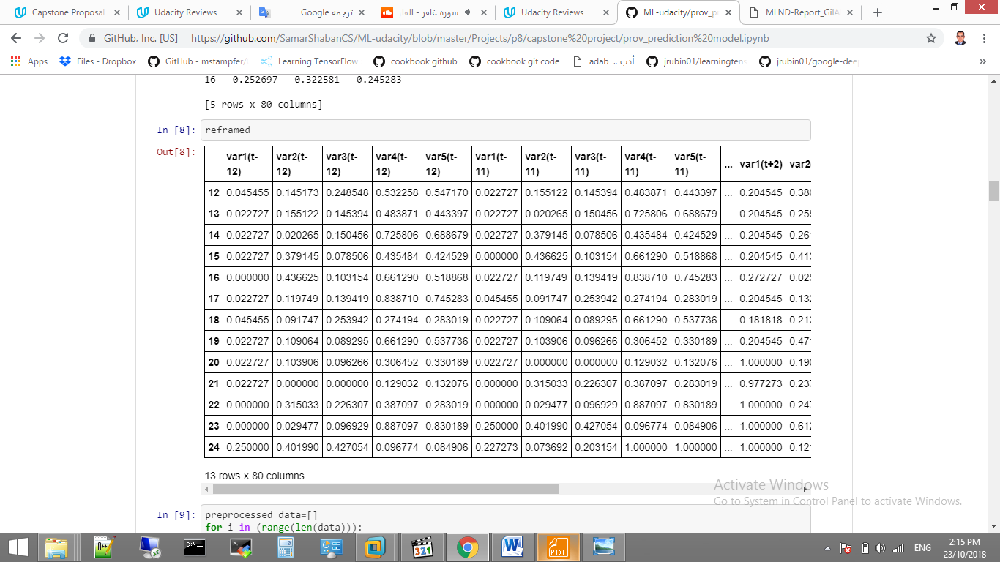 Capstone Proposal
Udacity Reviews
Google ترجمة
سورة غافر - القا
Udacity Reviews
ML-udacity/prov_p
MLND-Report_GilA
GitHub, Inc. [US] | https://github.com/SamarShabanCS/ML-udacity/blob/master/Projects/p8/capstone%20project/prov_prediction%20model.ipynb
Apps Files - Dropbox GitHub - mstampfer/ Learning TensorFlow cookbook github cookbook git code adab .. أدب jrubin01/learningtens jrubin01/google-dee »
16 0.252697 0.322581 0.245283
[5 rows x 80 columns]
In [8]: reframed
Out[8]:
var1(t-12) var2(t-12) var3(t-12) var4(t-12) var5(t-12) var1(t-11) var2(t-11) var3(t-11) var4(t-11) var5(t-11) ... var1(t+2) var2(
12 0.045455 0.145173 0.248548 0.532258 0.547170 0.022727 0.155122 0.145394 0.483871 0.443397 ... 0.204545 0.380
13 0.022727 0.155122 0.145394 0.483871 0.443397 0.022727 0.020265 0.150456 0.725806 0.688679 ... 0.204545 0.255
14 0.022727 0.020265 0.150456 0.725806 0.688679 0.022727 0.379145 0.078506 0.435484 0.424529 ... 0.204545 0.261
15 0.022727 0.379145 0.078506 0.435484 0.424529 0.000000 0.436625 0.103154 0.661290 0.518868 ... 0.204545 0.413
16 0.000000 0.436625 0.103154 0.661290 0.518868 0.022727 0.119749 0.139419 0.838710 0.745283 ... 0.272727 0.025
17 0.022727 0.119749 0.139419 0.838710 0.745283 0.045455 0.091747 0.253942 0.274194 0.283019 ... 0.204545 0.132
18 0.045455 0.091747 0.253942 0.274194 0.283019 0.022727 0.109064 0.089295 0.661290 0.537736 ... 0.181818 0.212
19 0.022727 0.109064 0.089295 0.661290 0.537736 0.022727 0.103906 0.096266 0.306452 0.330189 ... 0.204545 0.471
20 0.022727 0.103906 0.096266 0.306452 0.330189 0.022727 0.000000 0.000000 0.129032 0.132076 ... 1.000000 0.190
21 0.022727 0.000000 0.000000 0.129032 0.132076 0.000000 0.315033 0.226307 0.387097 0.283019 ... 0.977273 0.237
22 0.000000 0.315033 0.226307 0.387097 0.283019 0.000000 0.029477 0.096929 0.887097 0.830189 ... 1.000000 0.247
23 0.000000 0.029477 0.096929 0.887097 0.830189 0.250000 0.401990 0.427054 0.096774 0.084906 ... 1.000000 0.612
24 0.250000 0.401990 0.427054 0.096774 0.084906 0.227273 0.073692 0.203154 1.000000 1.000000 ... 1.000000 0.121
13 rows × 80 columns
Activate Windows
Go to System in Control Panel to activate Windows.
In [9]: preprocessed_data=[]
for i in (range(len(data))):
321
PDF
ENG
2:15 PM
23/10/2018